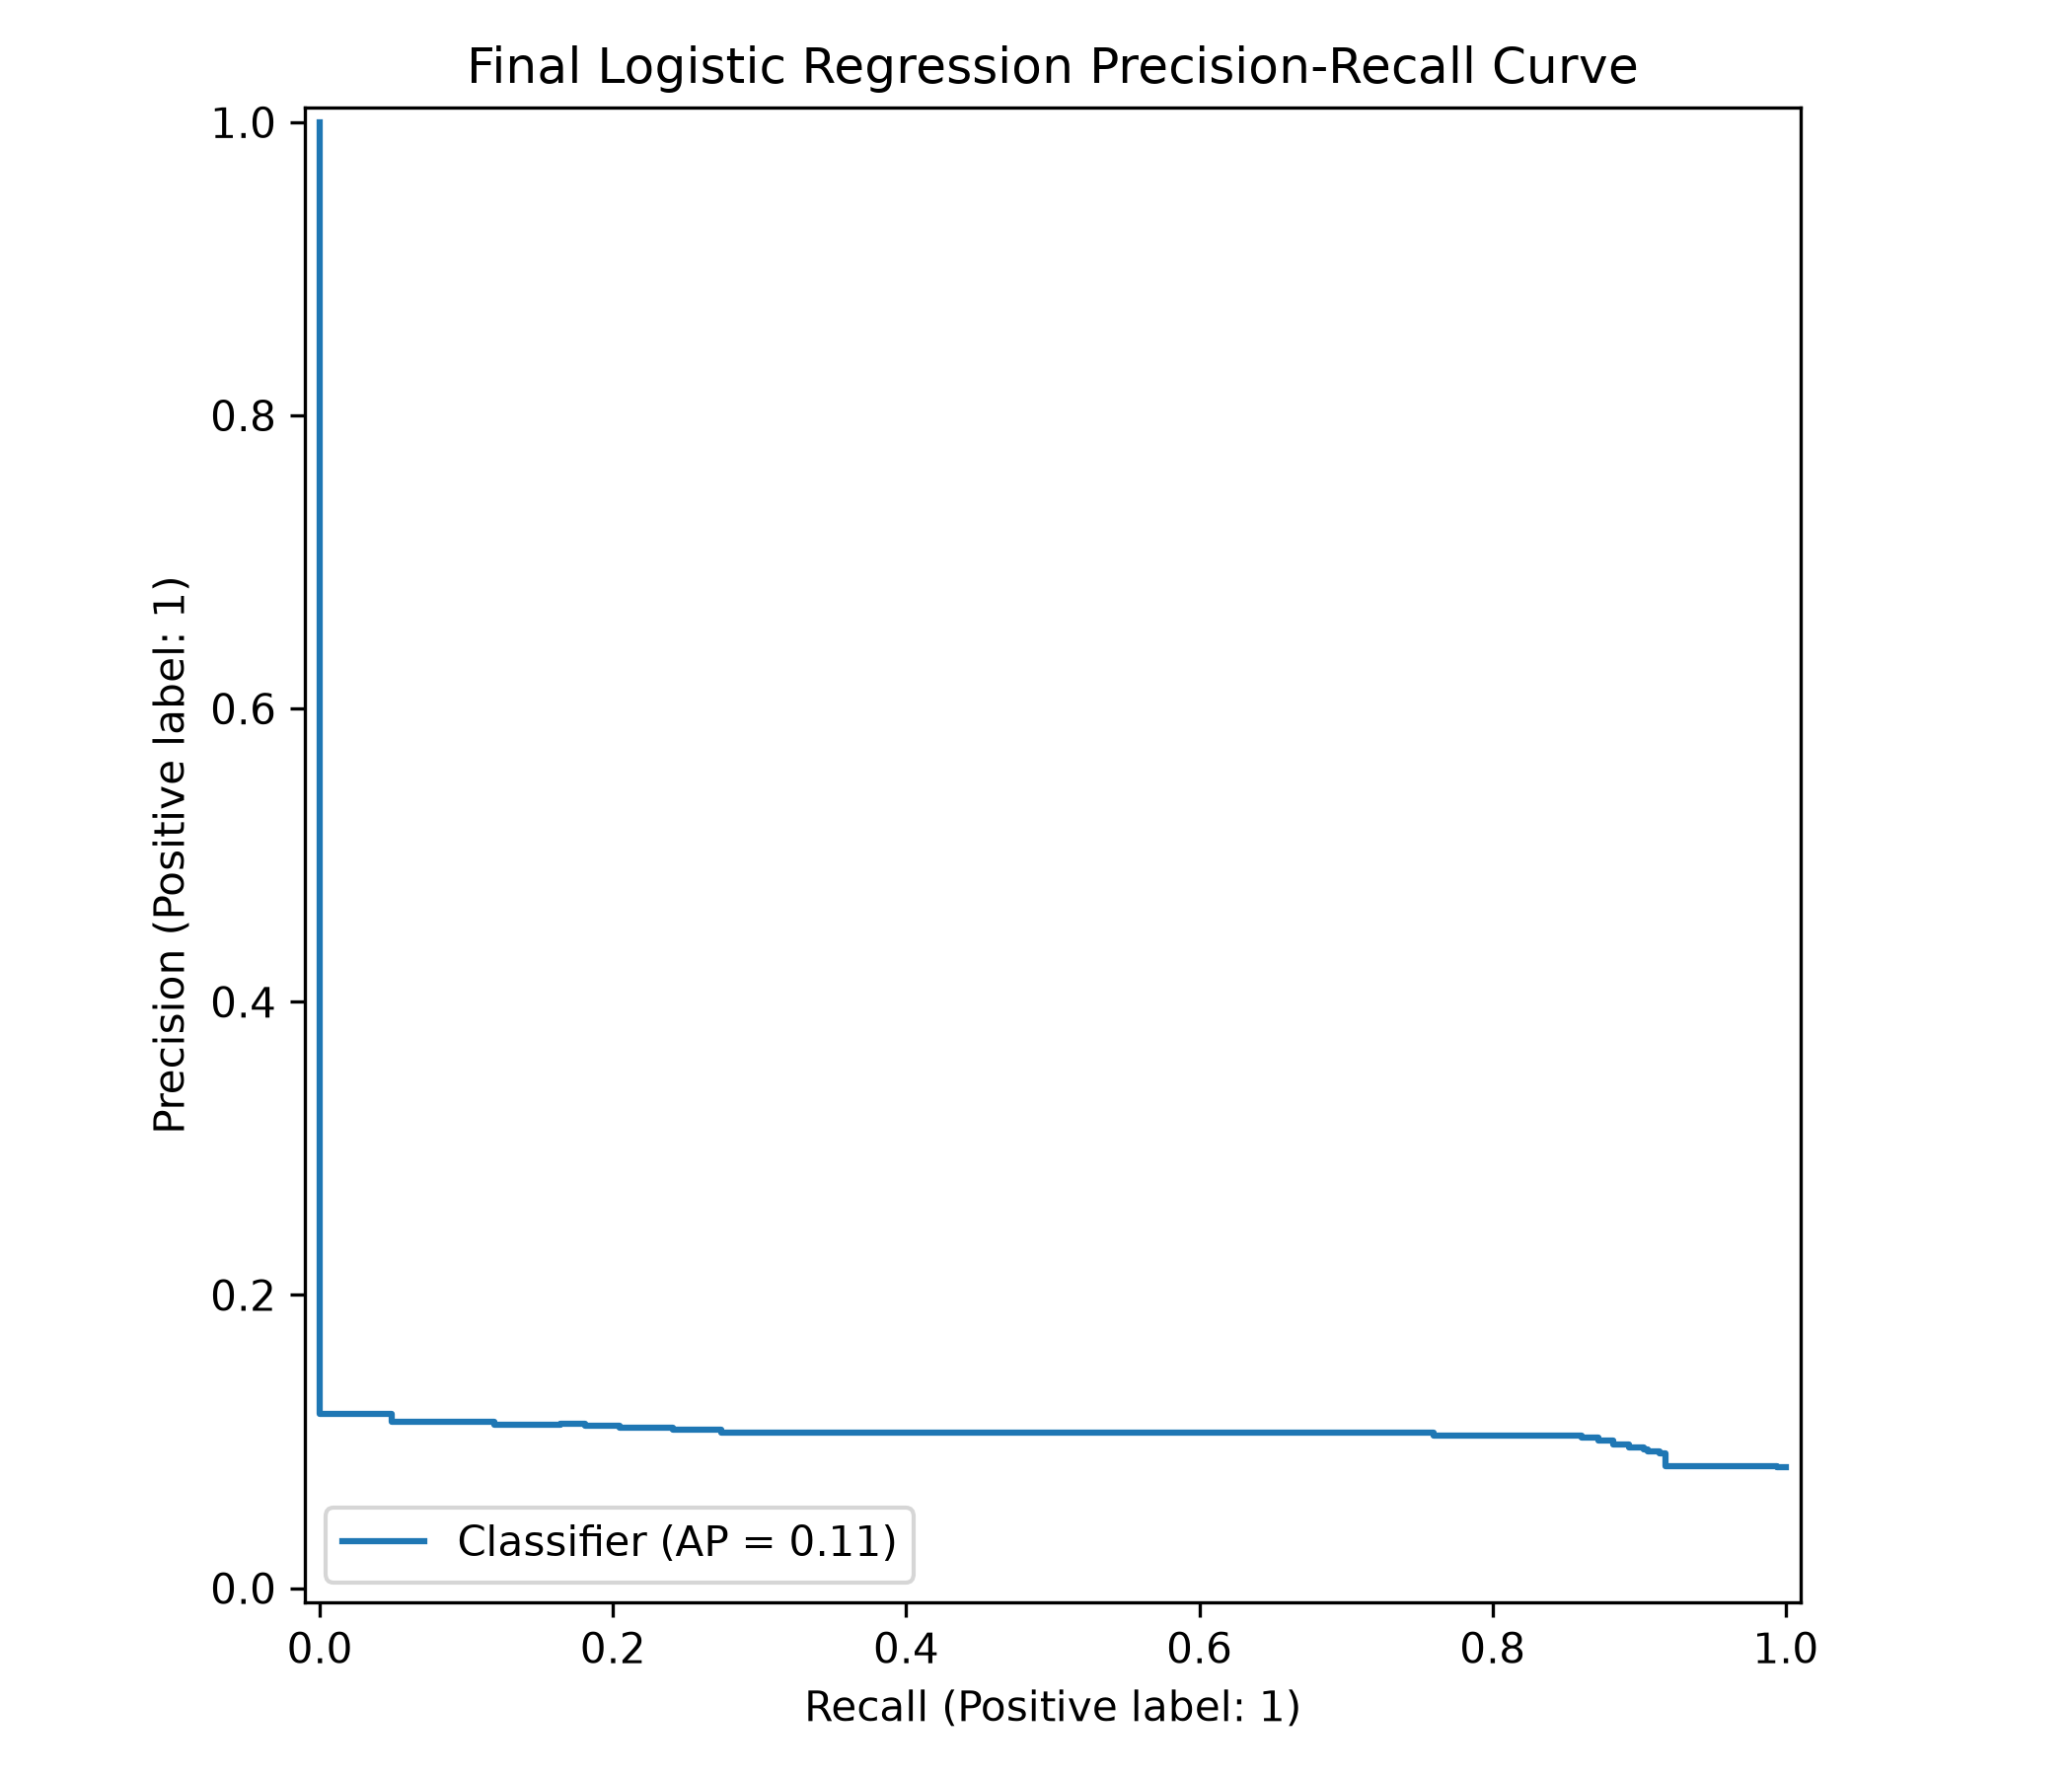 Final Logistic Regression Precision-Recall Curve
1.0
0.8
0.6
0.4
0.2
0.0
Precision (Positive label: 1)
Classifier (AP = 0.11)
0.0 0.2 0.4 0.6 0.8 1.0
Recall (Positive label: 1)